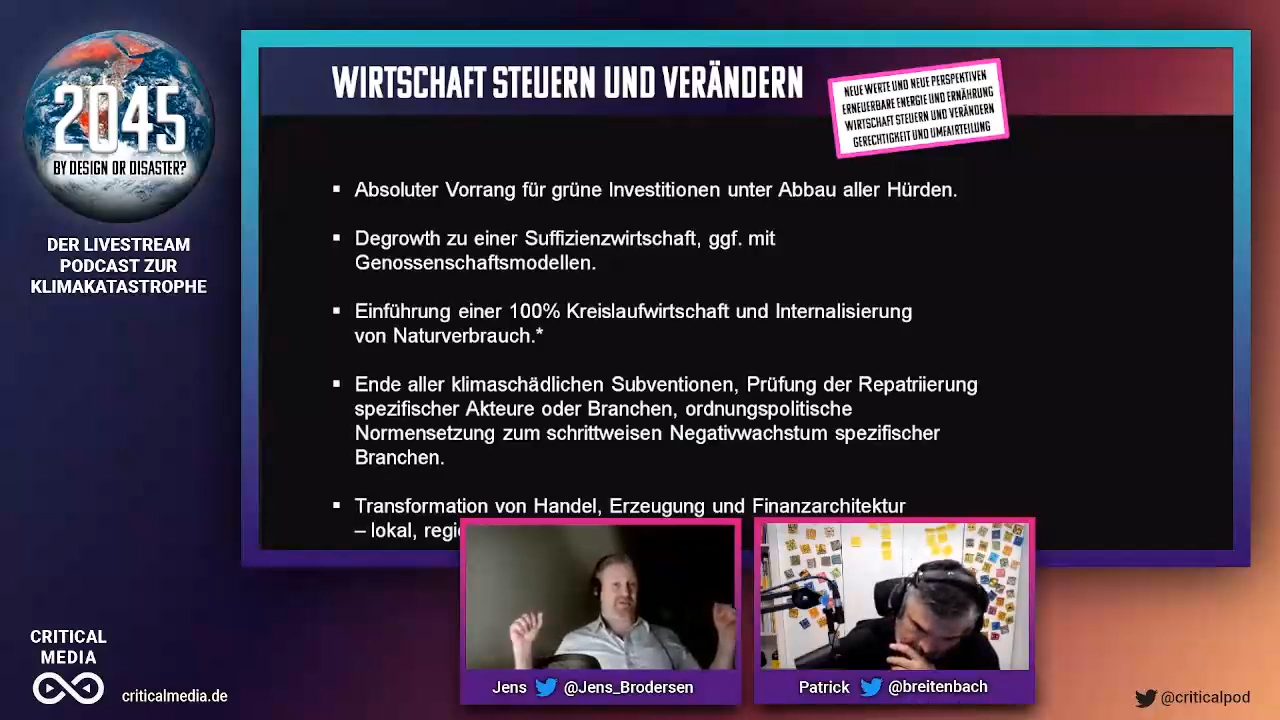 2045
BY DESIGN OR DISASTER?
DER LIVESTREAM
PODCAST ZUR
KLIMAKATASTROPHE
WIRTSCHAFT STEUERN UND VERÄNDERN
NEUE WERTE UND NEUE PERSPEKTIVEN
ERNEUERBARE ENERGIE UND ERNÄHRUNG
WIRTSCHAFT STEUERN UND VERÄNDERN
GERECHTIGKEIT UND UMFAIRTEILUNG
▪ Absoluter Vorrang für grüne Investitionen unter Abbau aller Hürden.
▪ Degrowth zu einer Suffizienzwirtschaft, ggf. mit
Genossenschaftsmodellen.
▪ Einführung einer 100% Kreislaufwirtschaft und Internalisierung
von Naturverbrauch.*
▪ Ende aller klimaschädlichen Subventionen, Prüfung der Repatriierung
spezifischer Akteure oder Branchen, ordnungspolitische
Normensetzung zum schrittweisen Negativwachstum spezifischer
Branchen.
▪ Transformation von Handel, Erzeugung und Finanzarchitektur
– lokal,
Jens @Jens_Brodersen
Patrick @breitenbach
CRITICAL
MEDIA
criticalmedia.de
@criticalpod